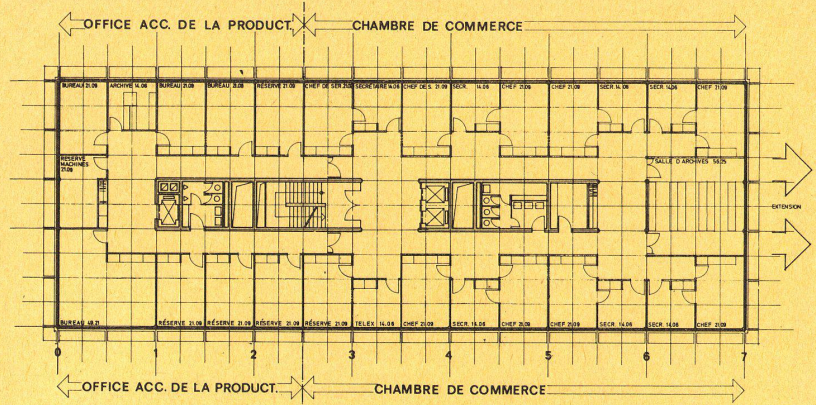 OFFICE ACC. DE LA PRODUCT. CHAMBRE DE COMMERCE
BUREAU 21.09 ARCHIVE 14.06 BUREAU 21.09 BUREAU 21.09 RÉSERVE 21.09 CHEF DE SER. 21.09 SECRÉTAIRE 14.06 CHEF DE S. 21.09 SECR. 14.06 CHEF 21.09 CHEF 21.09 SECR. 14.06 SECR. 14.06 CHEF 21.09
RESERVE
MACHINES
21.09
SALLE D ARCHIVES 56.25
EXTENSION
BUREAU 49.21 RÉSERVE 21.09 RÉSERVE 21.09 RÉSERVE 21.09 RÉSERVE 21.09 TELEX 14.06 CHEF 21.09 SECR. 14.06 CHEF 21.09 CHEF 21.09 SECR. 14.06 SECR. 14.06 CHEF 21.09
0 1 2 3 4 5 6 7
OFFICE ACC. DE LA PRODUCT. CHAMBRE DE COMMERCE